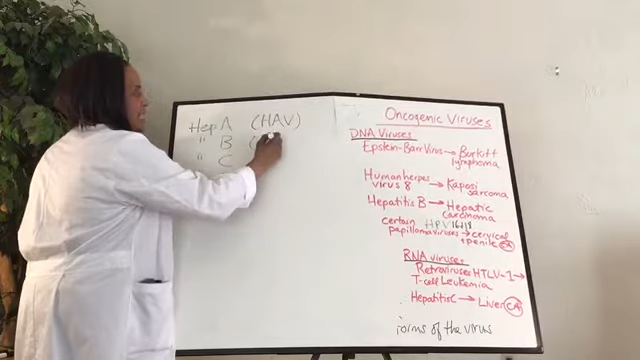 Hep A (HAV)
" B (
" C
Oncogenic Viruses
DNA Viruses
Epstein-Barr Virus → Burkitt
lymphoma
Human herpes
virus 8 → Kaposi
sarcoma
Hepatitis B → Hepatic
carcinoma
certain HPV 16 + 18
papillomaviruses → cervical
+ penile CA
RNA viruses
Retroviruses HTLV-1 →
T-cell Leukemia
Hepatitis C → Liver CA
forms of the virus